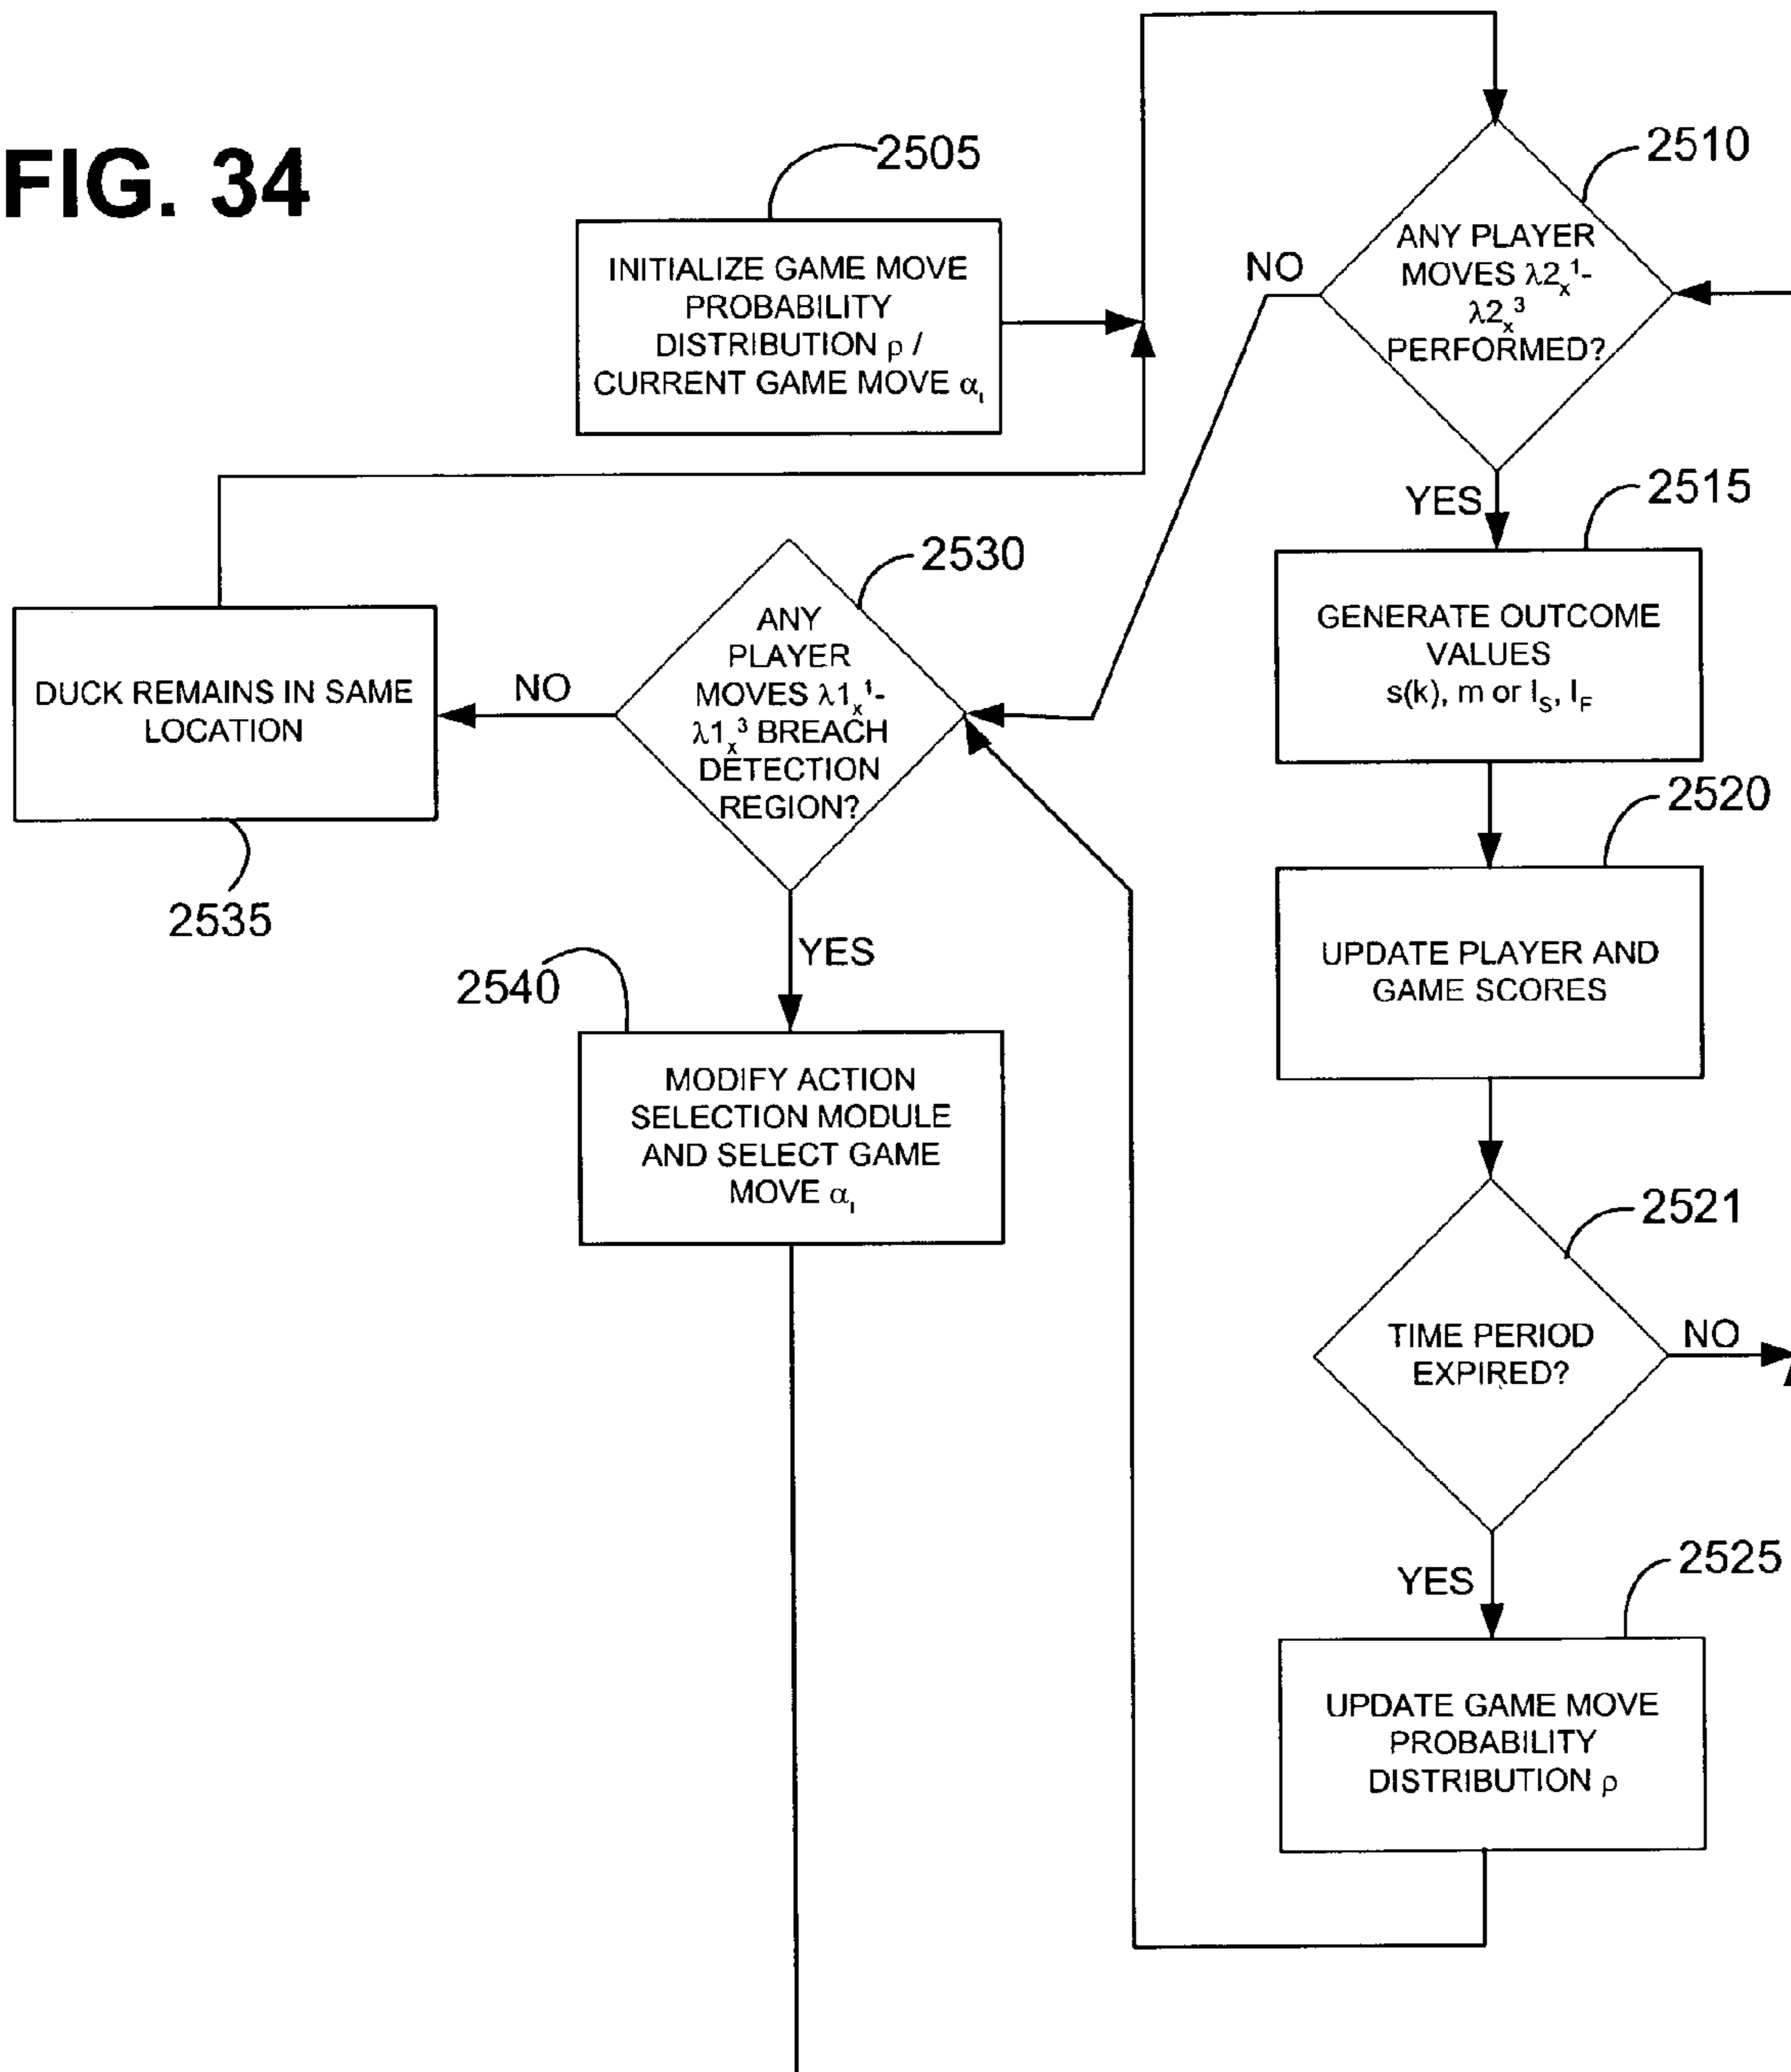 FIG. 34
2505
INITIALIZE GAME MOVE
PROBABILITY
DISTRIBUTION ρ /
CURRENT GAME MOVE αᵢ
2510
ANY PLAYER
MOVES λ2ₓ¹-
λ2ₓ³
PERFORMED?
NO
YES
2515
GENERATE OUTCOME
VALUES
s(k), m or I_S, I_F
2520
UPDATE PLAYER AND
GAME SCORES
2521
TIME PERIOD
EXPIRED?
NO
YES
2525
UPDATE GAME MOVE
PROBABILITY
DISTRIBUTION ρ
2530
ANY
PLAYER
MOVES λ1ₓ¹-
λ1ₓ³ BREACH
DETECTION
REGION?
NO
YES
DUCK REMAINS IN SAME
LOCATION
2535
2540
MODIFY ACTION
SELECTION MODULE
AND SELECT GAME
MOVE αᵢ